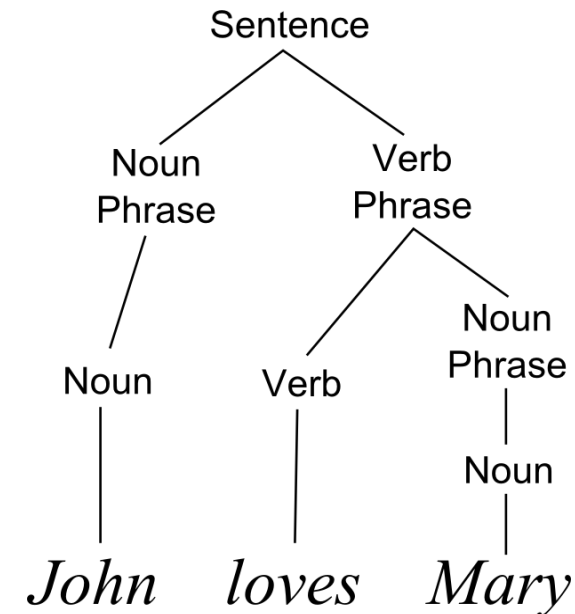 Sentence
Noun
Phrase
Verb
Phrase
Noun
Phrase
Noun
Verb
Noun
John loves Mary